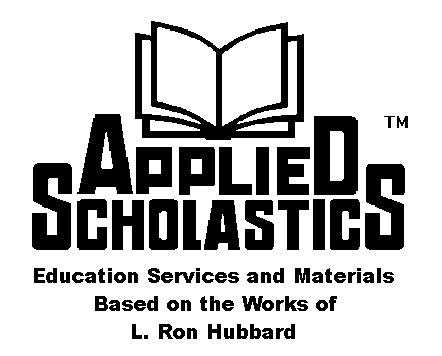 APPLIED ™
SCHOLASTICS
Education Services and Materials
Based on the Works of
L. Ron Hubbard